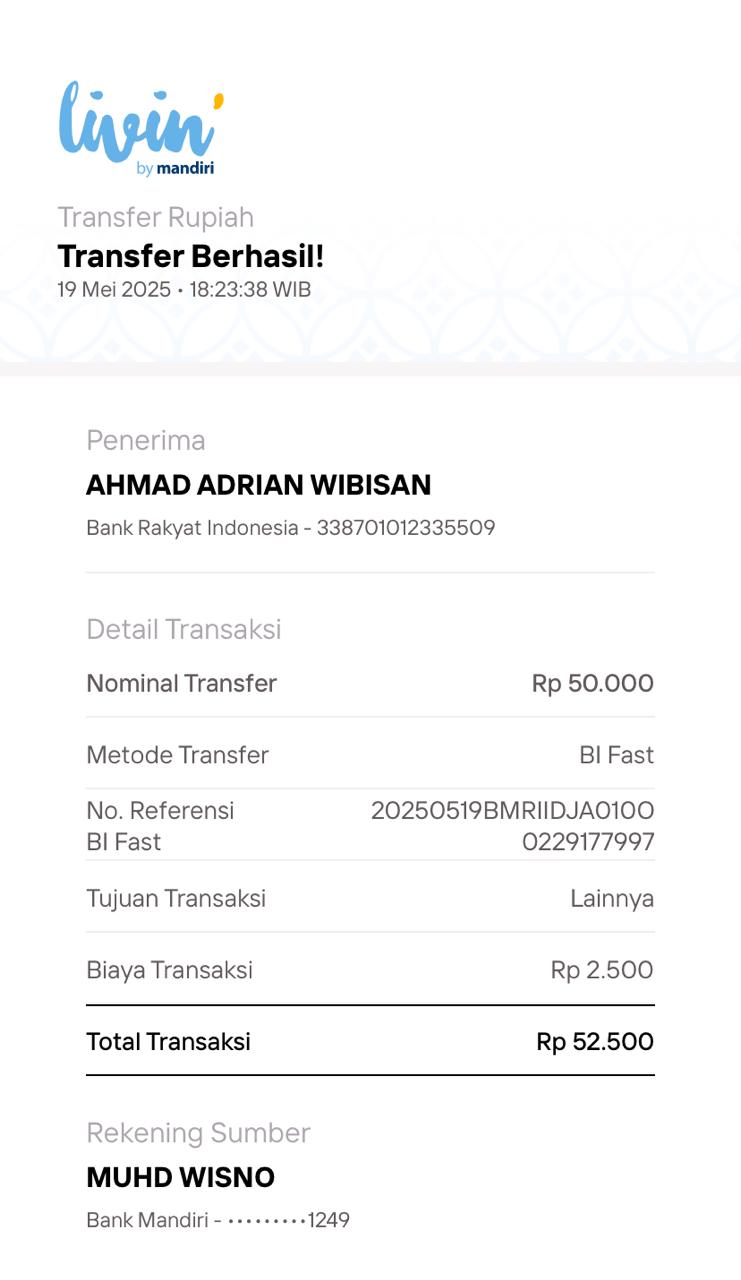 livin'
by mandiri
Transfer Rupiah
Transfer Berhasil!
19 Mei 2025 • 18:23:38 WIB
Penerima
AHMAD ADRIAN WIBISAN
Bank Rakyat Indonesia - 338701012335509
Detail Transaksi
Nominal Transfer Rp 50.000
Metode Transfer BI Fast
No. Referensi 20250519BMRIIDJA010O
BI Fast 0229177997
Tujuan Transaksi Lainnya
Biaya Transaksi Rp 2.500
Total Transaksi Rp 52.500
Rekening Sumber
MUHD WISNO
Bank Mandiri - •••••••••1249